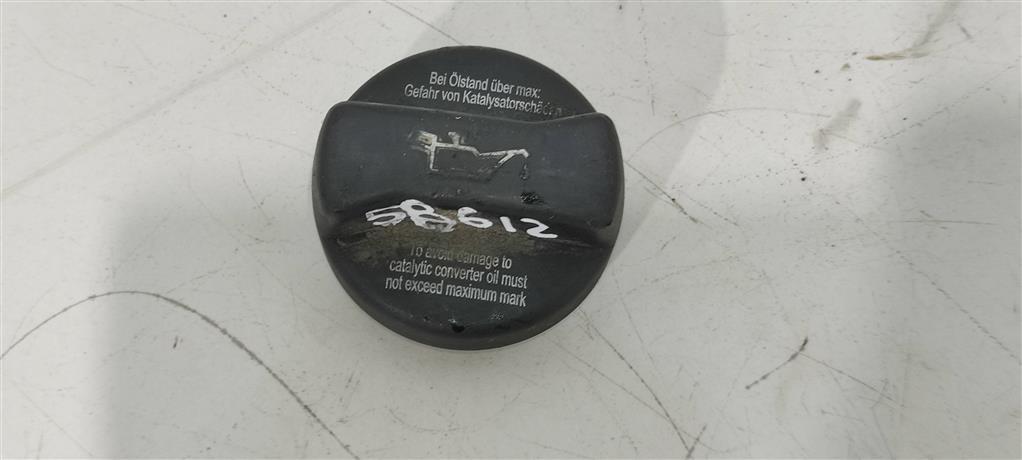 Bei Ölstand über max:
Gefahr von
58612
To avoid damage to
catalytic converter oil must
not exceed maximum mark